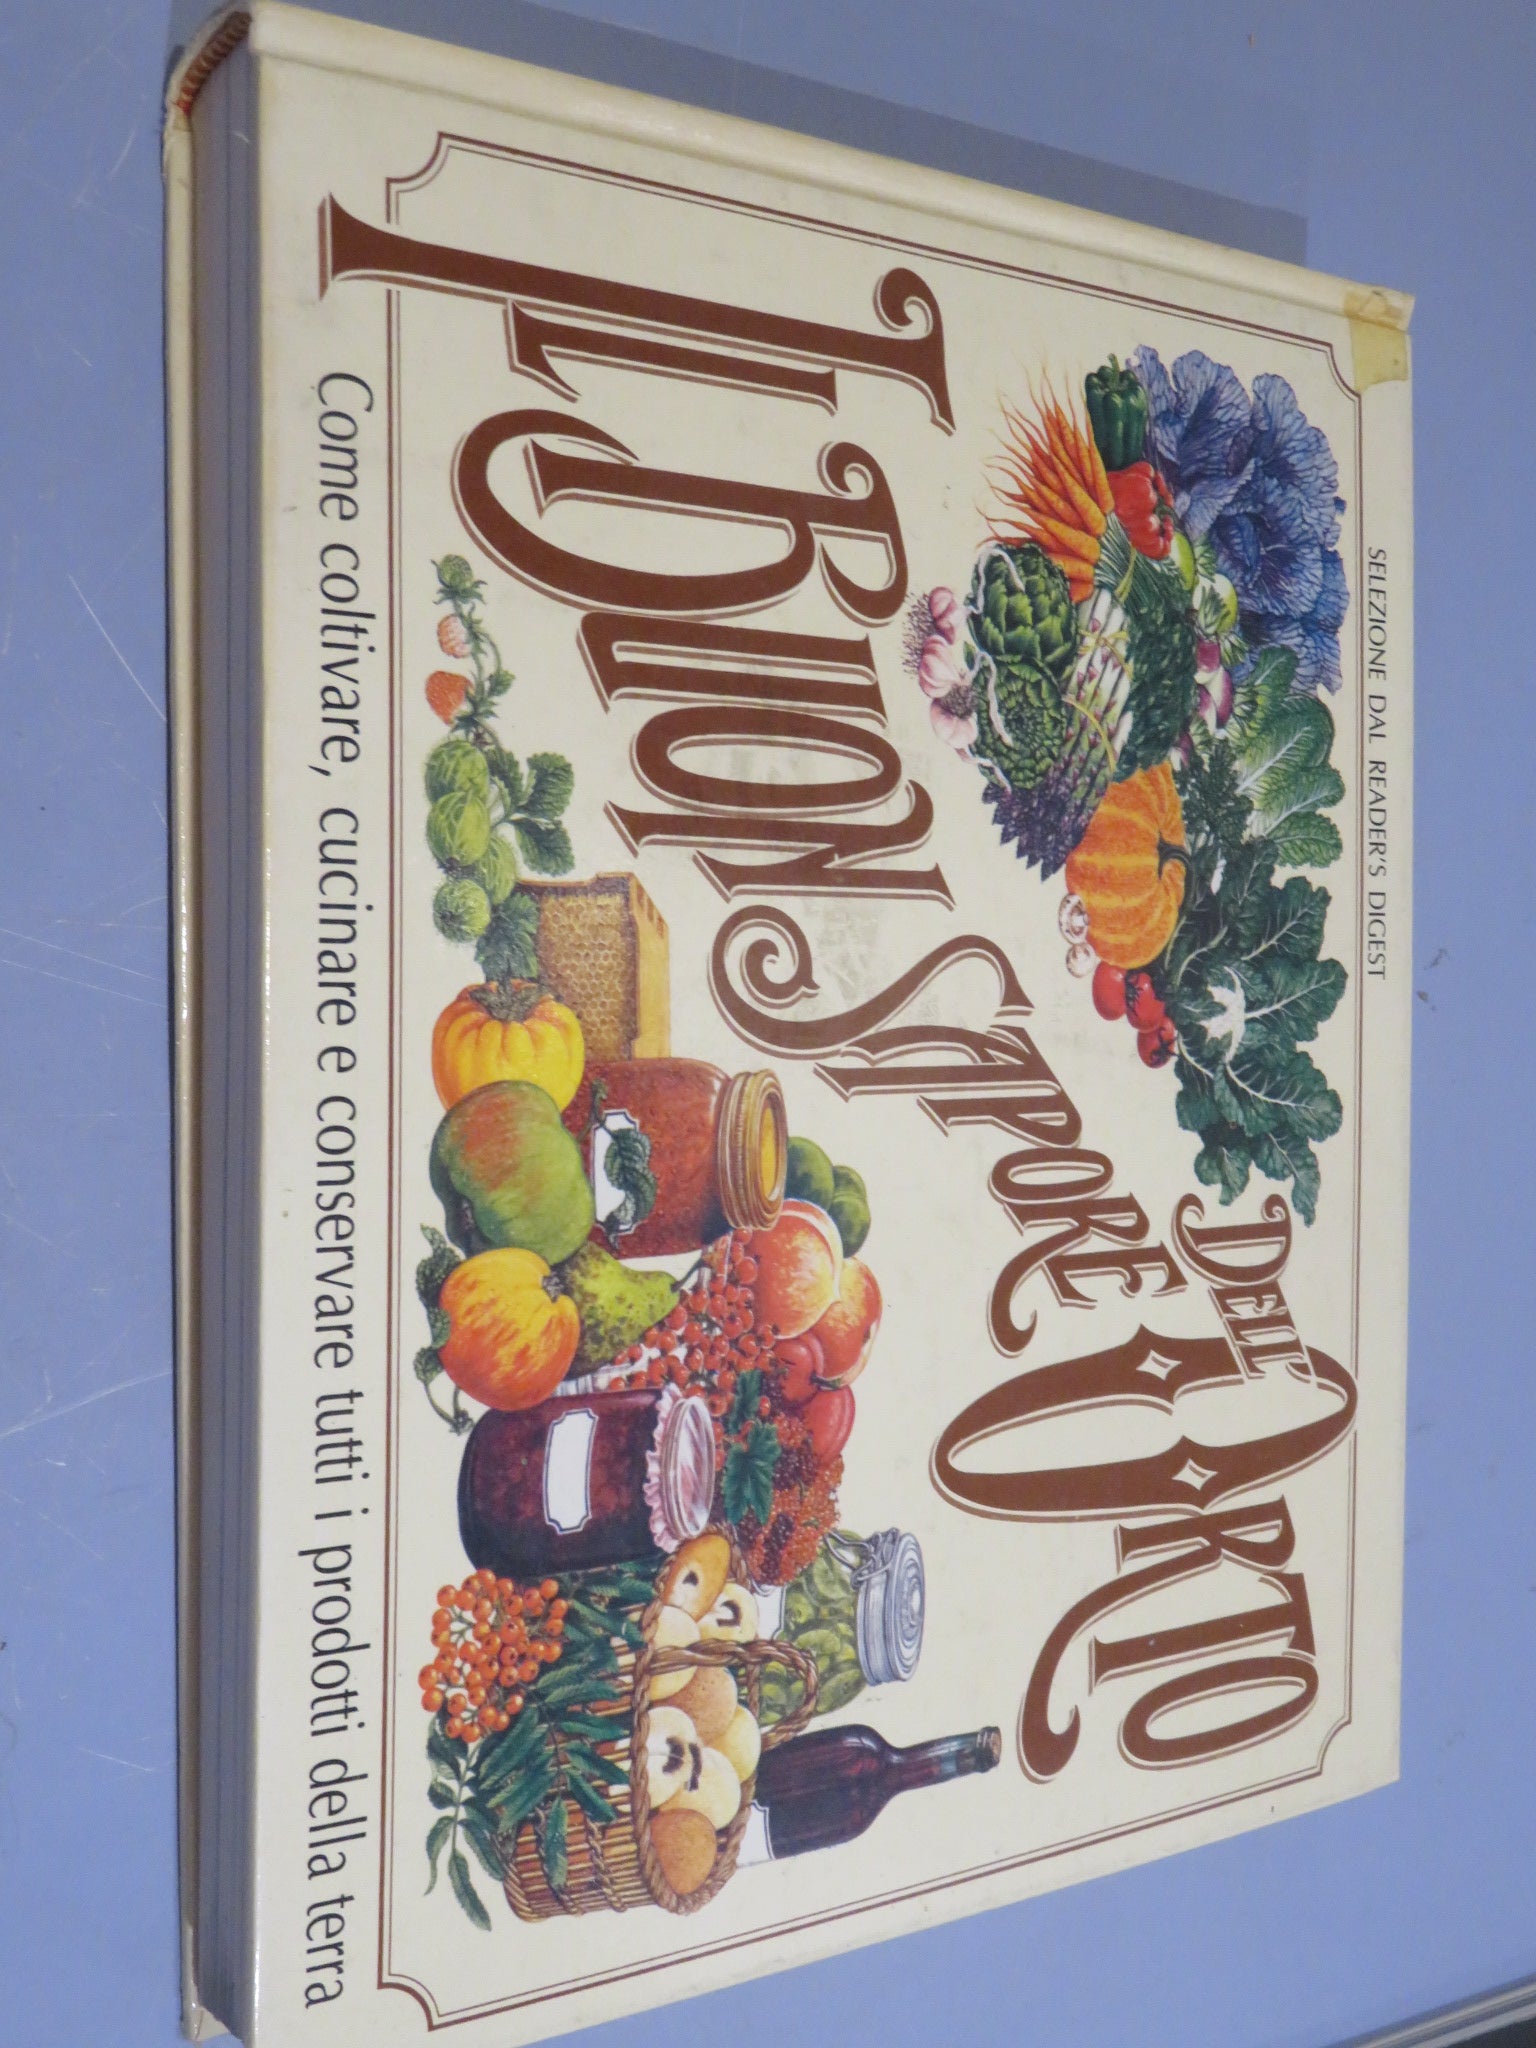 SELEZIONE DAL READER'S DIGEST
IL BUON SAPORE
DELL'ORTO
Come coltivare, cucinare e conservare tutti i prodotti della terra